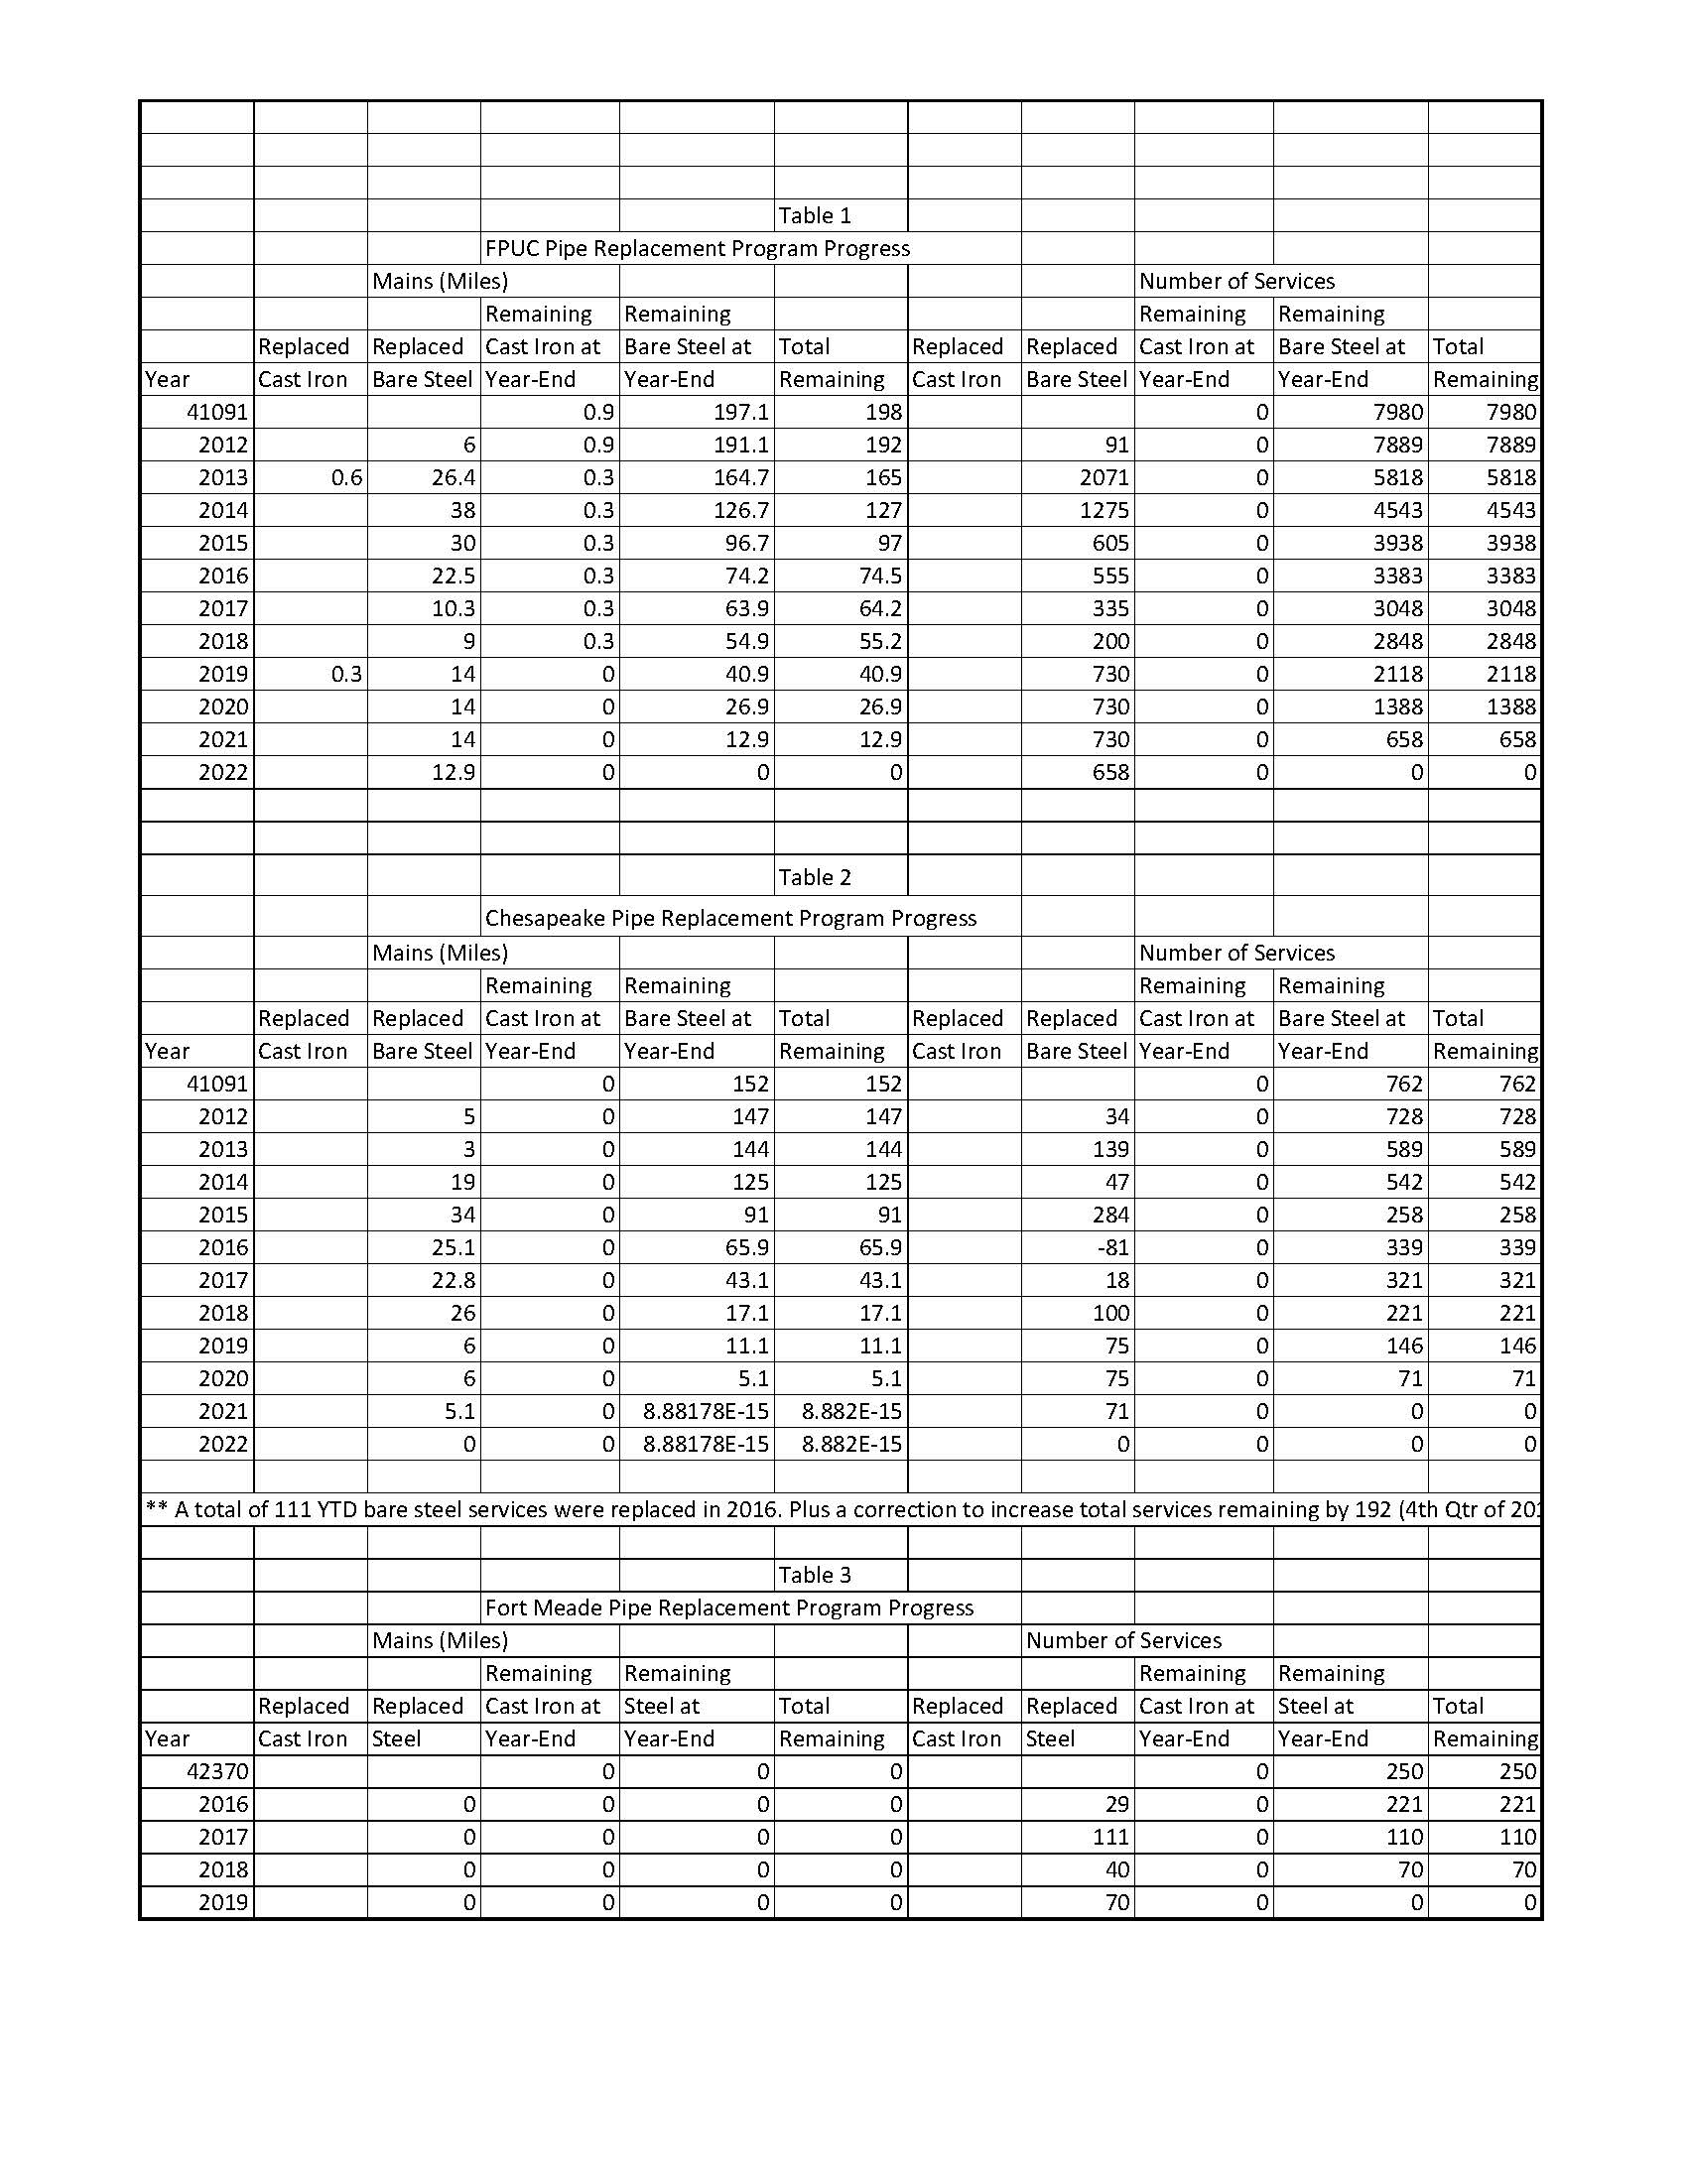 Table 1
FPUC Pipe Replacement Program Progress
Mains (Miles) Number of Services
Remaining Remaining Remaining Remaining
Replaced Replaced Cast Iron at Bare Steel at Total Replaced Replaced Cast Iron at Bare Steel at Total
Year Cast Iron Bare Steel Year-End Year-End Remaining Cast Iron Bare Steel Year-End Year-End Remaining
41091 0.9 197.1 198 0 7980 7980
2012 6 0.9 191.1 192 91 0 7889 7889
2013 0.6 26.4 0.3 164.7 165 2071 0 5818 5818
2014 38 0.3 126.7 127 1275 0 4543 4543
2015 30 0.3 96.7 97 605 0 3938 3938
2016 22.5 0.3 74.2 74.5 555 0 3383 3383
2017 10.3 0.3 63.9 64.2 335 0 3048 3048
2018 9 0.3 54.9 55.2 200 0 2848 2848
2019 0.3 14 0 40.9 40.9 730 0 2118 2118
2020 14 0 26.9 26.9 730 0 1388 1388
2021 14 0 12.9 12.9 730 0 658 658
2022 12.9 0 0 0 658 0 0 0
Table 2
Chesapeake Pipe Replacement Program Progress
Mains (Miles) Number of Services
Remaining Remaining Remaining Remaining
Replaced Replaced Cast Iron at Bare Steel at Total Replaced Replaced Cast Iron at Bare Steel at Total
Year Cast Iron Bare Steel Year-End Year-End Remaining Cast Iron Bare Steel Year-End Year-End Remaining
41091 0 152 152 0 762 762
2012 5 0 147 147 34 0 728 728
2013 3 0 144 144 139 0 589 589
2014 19 0 125 125 47 0 542 542
2015 34 0 91 91 284 0 258 258
2016 25.1 0 65.9 65.9 -81 0 339 339
2017 22.8 0 43.1 43.1 18 0 321 321
2018 26 0 17.1 17.1 100 0 221 221
2019 6 0 11.1 11.1 75 0 146 146
2020 6 0 5.1 5.1 75 0 71 71
2021 5.1 0 8.88178E-15 8.882E-15 71 0 0 0
2022 0 0 8.88178E-15 8.882E-15 0 0 0 0
** A total of 111 YTD bare steel services were replaced in 2016. Plus a correction to increase total services remaining by 192 (4th Qtr of 201
Table 3
Fort Meade Pipe Replacement Program Progress
Mains (Miles) Number of Services
Remaining Remaining Remaining Remaining
Replaced Replaced Cast Iron at Steel at Total Replaced Replaced Cast Iron at Steel at Total
Year Cast Iron Steel Year-End Year-End Remaining Cast Iron Steel Year-End Year-End Remaining
42370 0 0 0 0 250 250
2016 0 0 0 0 29 0 221 221
2017 0 0 0 0 111 0 110 110
2018 0 0 0 0 40 0 70 70
2019 0 0 0 0 70 0 0 0